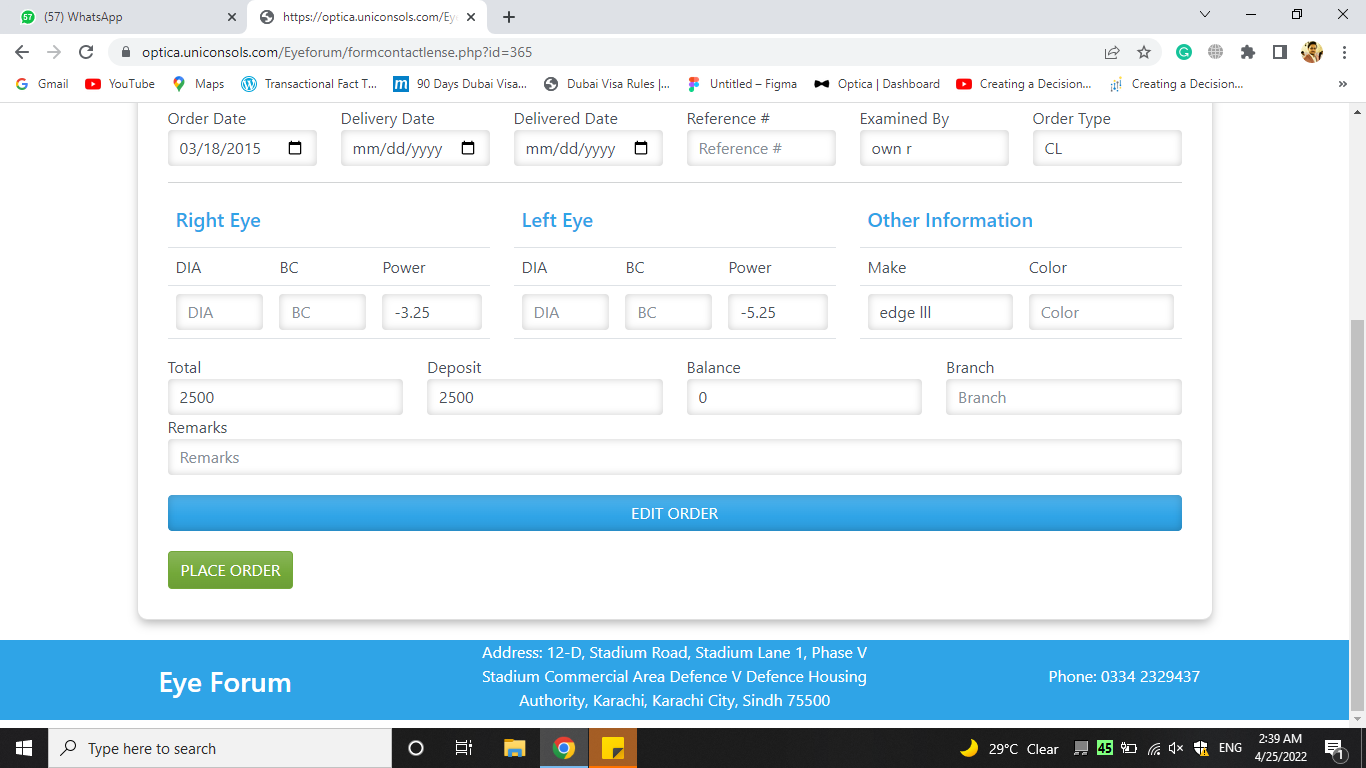 57
(57) WhatsApp
https://optica.uniconsols.com/Eye
optica.uniconsols.com/Eyeforum/formcontactlense.php?id=365
Gmail YouTube Maps Transactional Fact T... 90 Days Dubai Visa... Dubai Visa Rules |... Untitled – Figma Optica | Dashboard Creating a Decision... Creating a Decision... »
Order Date Delivery Date Delivered Date Reference # Examined By Order Type
03/18/2015 mm/dd/yyyy mm/dd/yyyy Reference # own r CL
Right Eye Left Eye Other Information
DIA BC Power DIA BC Power Make Color
DIA BC -3.25 DIA BC -5.25 edge lll Color
Total Deposit Balance Branch
2500 2500 0 Branch
Remarks
Remarks
EDIT ORDER
PLACE ORDER
Eye Forum
Address: 12-D, Stadium Road, Stadium Lane 1, Phase V
Stadium Commercial Area Defence V Defence Housing
Authority, Karachi, Karachi City, Sindh 75500
Phone: 0334 2329437
Type here to search
29°C Clear
45
ENG
2:39 AM
4/25/2022
1